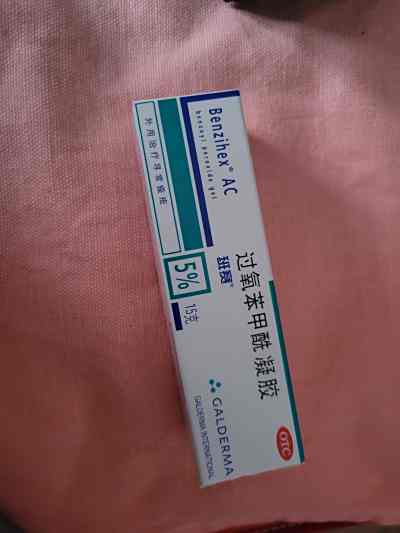 Benzihex® AC
benzoyl peroxide gel
外用治疗寻常痤疮
班赛®
过氧苯甲酰凝胶
5%
15克
GALDERMA
GALDERMA INTERNATIONAL
OTC